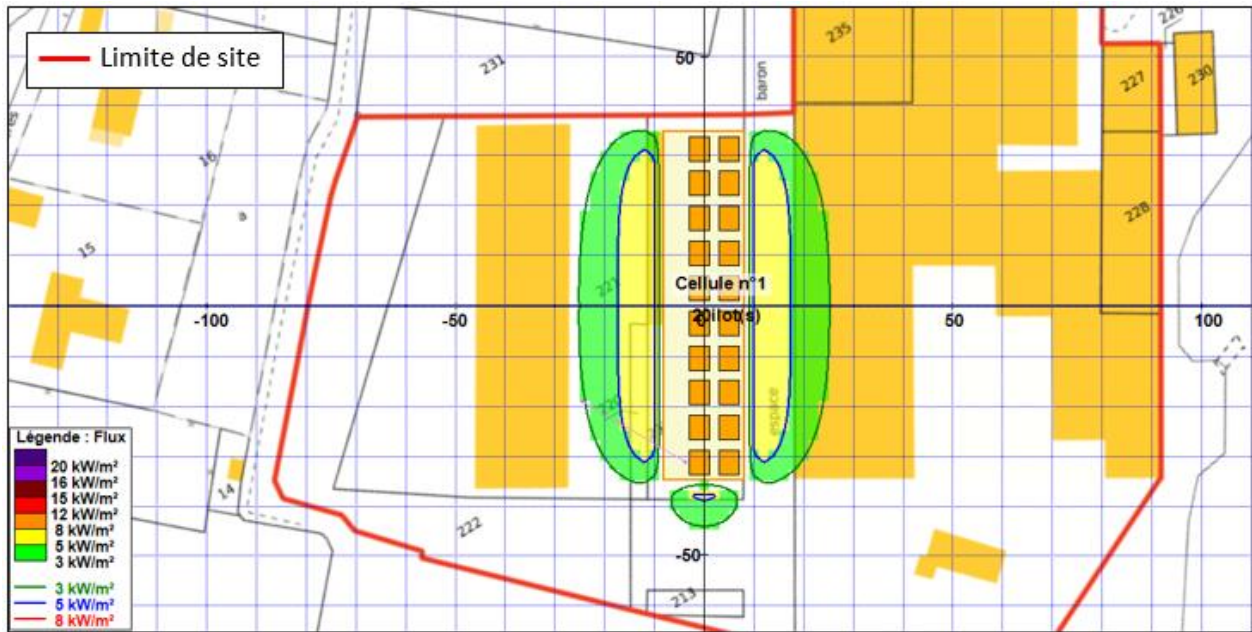 Limite de site
231
16
a
15
14
222
221
220
213
baron
espace
235
226
227
230
228
50
-100
-50
50
100
-50
Cellule n°1
20ilot(s)
Légende : Flux
20 kW/m²
16 kW/m²
15 kW/m²
12 kW/m²
8 kW/m²
5 kW/m²
3 kW/m²
3 kW/m²
5 kW/m²
8 kW/m²